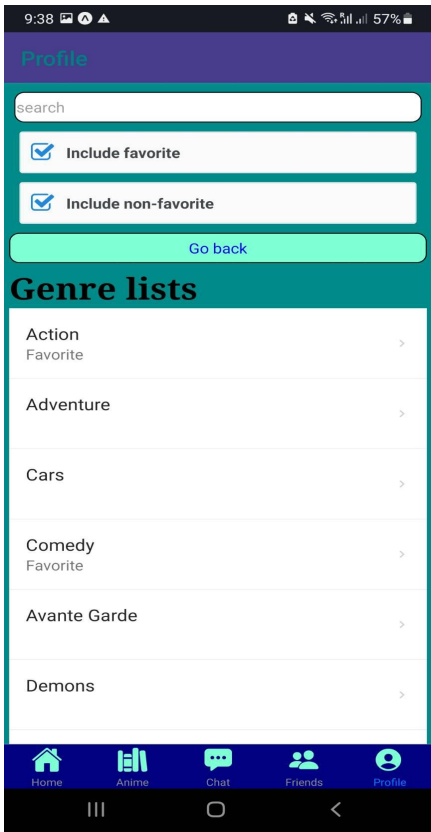 9:38
57%
Profile
search
Include favorite
Include non-favorite
Go back
Genre lists
Action
Favorite
Adventure
Cars
Comedy
Favorite
Avante Garde
Demons
Home Anime Chat Friends Profile